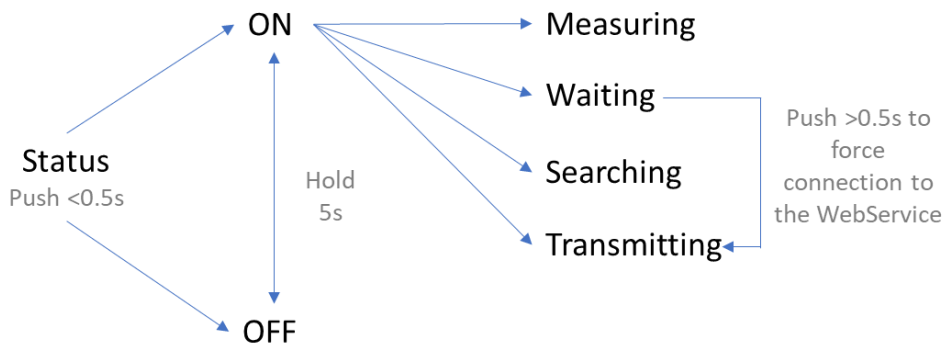 ON
Measuring
Waiting
Push >0.5s to
force
connection to
the WebService
Status
Push <0.5s
Hold
5s
Searching
Transmitting
OFF